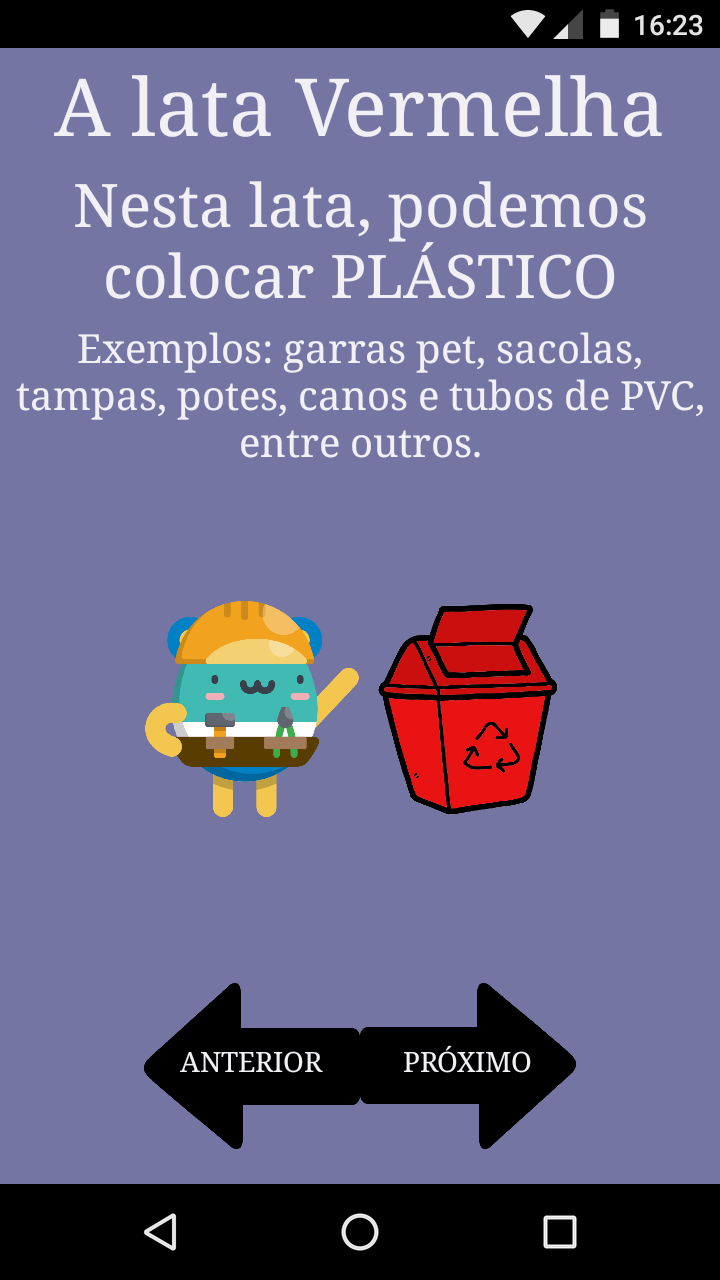 16:23
A lata Vermelha
Nesta lata, podemos
colocar PLÁSTICO
Exemplos: garras pet, sacolas,
tampas, potes, canos e tubos de PVC,
entre outros.
ANTERIOR
PRÓXIMO